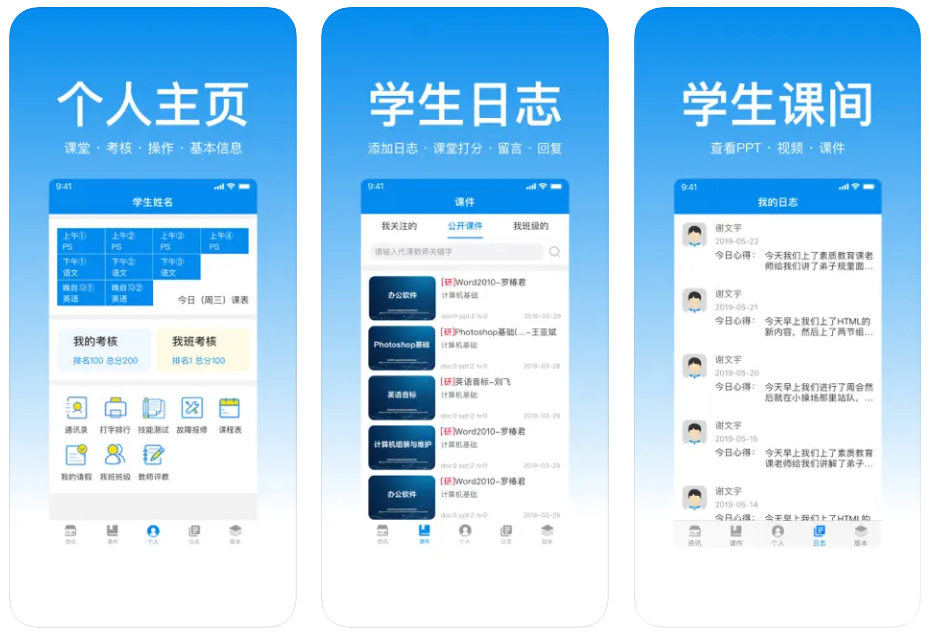 个人主页
课堂 · 考核 · 操作 · 基本信息
9:41
学生姓名
上午① 上午② 上午③ 上午④
PS PS PS PS
下午① 下午② 下午③
语文 语文 语文
晚自习① 晚自习②
英语 英语
今日（周三）课表
我的考核 我班考核
排名100 总分200 排名1 总分100
通讯录 打字排行 技能测试 故障报修 课程表
我的请假 我班班级 教师评教
资讯 课件 个人 日志 版本
学生日志
添加日志 · 课堂打分 · 留言 · 回复
9:41
课件
我关注的 公开课件 我班级的
请输入代课教师关键字
办公软件
[研]Word2010-罗椿君
计算机基础
doc:0 ppt:2 tv:0 2019-03-29
Photoshop基础
[研]Photoshop基础(...-王亚斌
计算机基础
doc:0 ppt:2 tv:0 2019-03-29
英语音标
[研]英语音标-刘飞
计算机基础
doc:0 ppt:2 tv:0 2019-03-29
计算机组装与维护
[研]Word2010-罗椿君
计算机基础
doc:0 ppt:2 tv:0 2019-03-29
办公软件
[研]Word2010-罗椿君
计算机基础
doc:0 ppt:2 tv:0 2019-03-29
资讯 课件 个人 日志 版本
学生课间
查看PPT · 视频 · 课件
9:41
我的日志
谢文宇
2019-05-22
今日心得： 今天我们上了素质教育课老
师给我们讲了弟子规里面...
谢文宇
2019-05-21
今日心得： 今天早上我们上了HTML的
新内容，然后上了两节组...
谢文宇
2019-05-20
今日心得： 今天早上我们进行了周会然
后就在小操场那里站队，...
谢文宇
2019-05-15
今日心得： 今天早上我们上了素质教育
课老师给我们讲解了弟子...
谢文宇
2019-05-14
今日心得： 今天早上我们上了HTML的
资讯 课件 个人 日志 版本